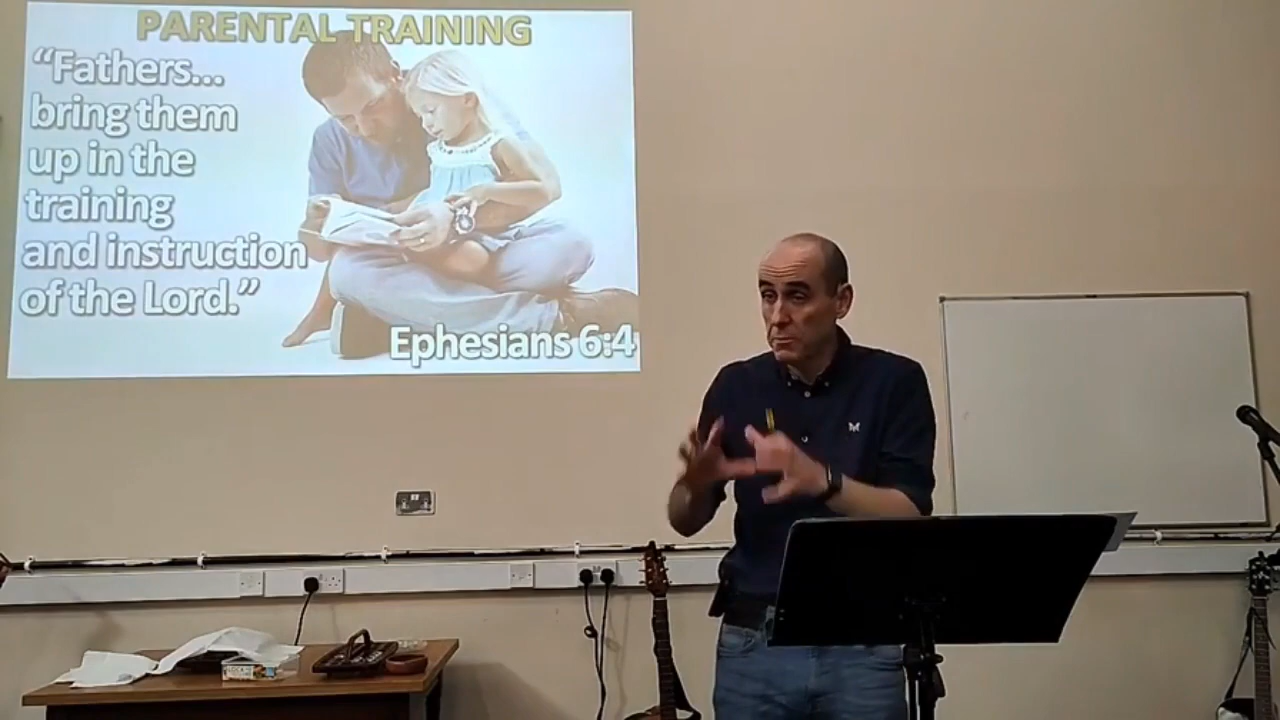 PARENTAL TRAINING
“Fathers...
bring them
up in the
training
and instruction
of the Lord.”
Ephesians 6:4